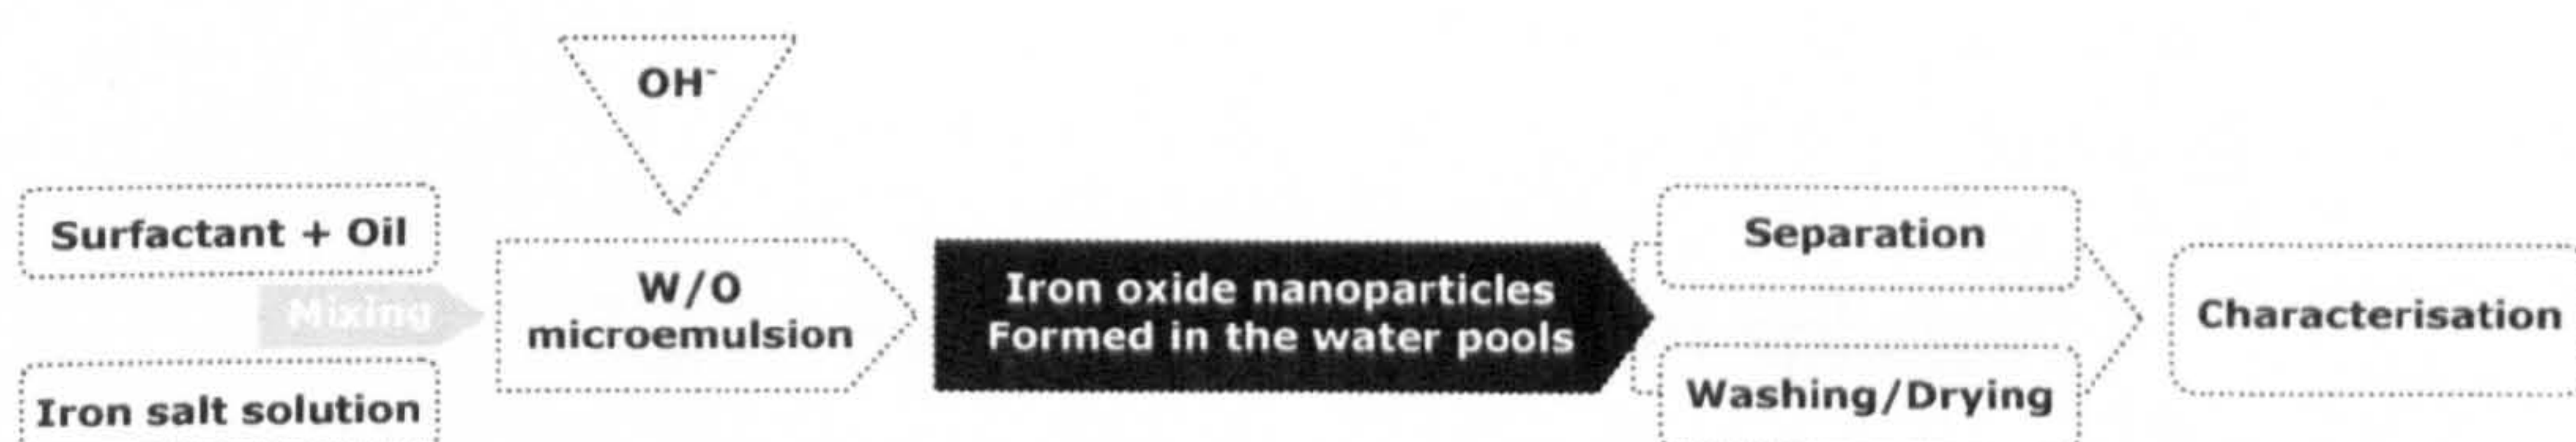 OH⁻
Surfactant + Oil
Mixing
Iron salt solution
W/O
microemulsion
Iron oxide nanoparticles
Formed in the water pools
Separation
Washing/Drying
Characterisation